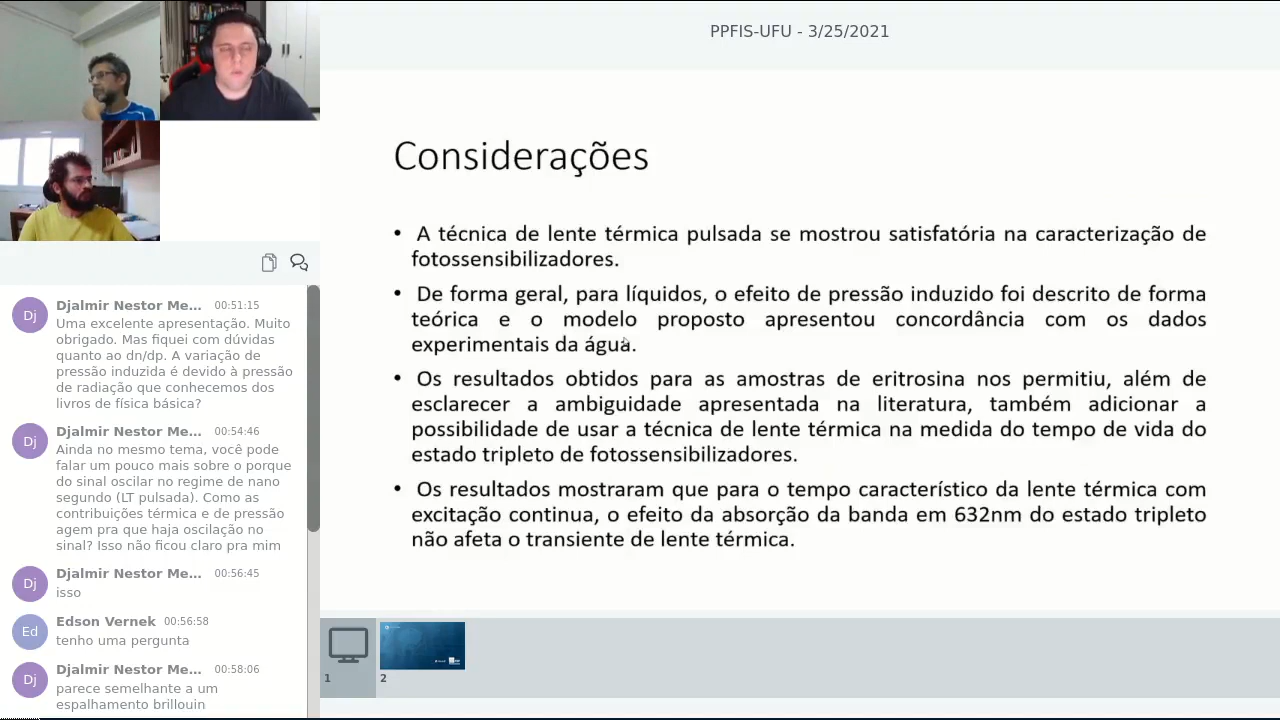 PPFIS-UFU - 3/25/2021
Considerações
• A técnica de lente térmica pulsada se mostrou satisfatória na caracterização de
fotossensibilizadores.
• De forma geral, para líquidos, o efeito de pressão induzido foi descrito de forma
teórica e o modelo proposto apresentou concordância com os dados
experimentais da água.
• Os resultados obtidos para as amostras de eritrosina nos permitiu, além de
esclarecer a ambiguidade apresentada na literatura, também adicionar a
possibilidade de usar a técnica de lente térmica na medida do tempo de vida do
estado tripleto de fotossensibilizadores.
• Os resultados mostraram que para o tempo característico da lente térmica com
excitação continua, o efeito da absorção da banda em 632nm do estado tripleto
não afeta o transiente de lente térmica.
Dj
Djalmir Nestor Me... 00:51:15
Uma excelente apresentação. Muito
obrigado. Mas fiquei com dúvidas
quanto ao dn/dp. A variação de
pressão induzida é devido à pressão
de radiação que conhecemos dos
livros de física básica?
Dj
Djalmir Nestor Me... 00:54:46
Ainda no mesmo tema, você pode
falar um pouco mais sobre o porque
do sinal oscilar no regime de nano
segundo (LT pulsada). Como as
contribuições térmica e de pressão
agem pra que haja oscilação no
sinal? Isso não ficou claro pra mim
Dj
Djalmir Nestor Me... 00:56:45
isso
Ed
Edson Vernek 00:56:58
tenho uma pergunta
Dj
Djalmir Nestor Me... 00:58:06
parece semelhante a um
espalhamento brillouin
1
2